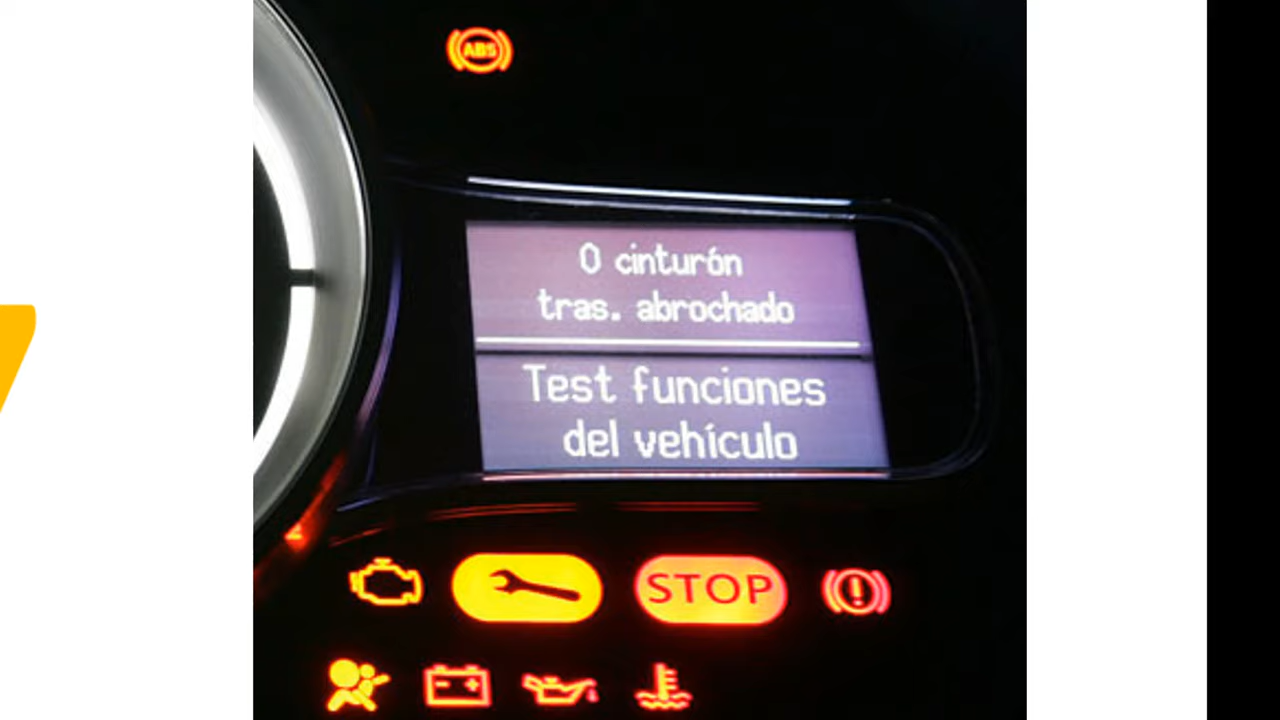 ABS
0 cinturón
tras. abrochado
Test funciones
del vehículo
STOP